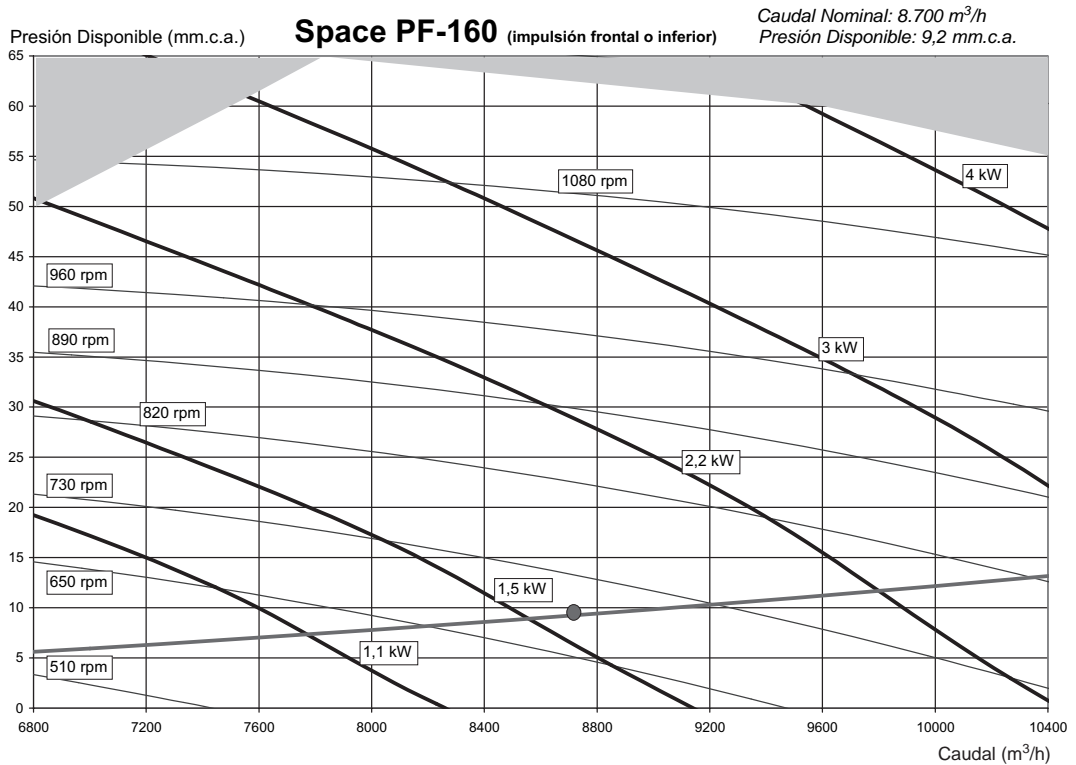 Presión Disponible (mm.c.a.)
Space PF-160 (impulsión frontal o inferior)
Caudal Nominal: 8.700 m³/h
Presión Disponible: 9,2 mm.c.a.
65
60
55
50
45
40
35
30
25
20
15
10
5
0
1080 rpm
4 kW
960 rpm
890 rpm
3 kW
820 rpm
2,2 kW
730 rpm
650 rpm
1,5 kW
1,1 kW
510 rpm
6800 7200 7600 8000 8400 8800 9200 9600 10000 10400
Caudal (m³/h)